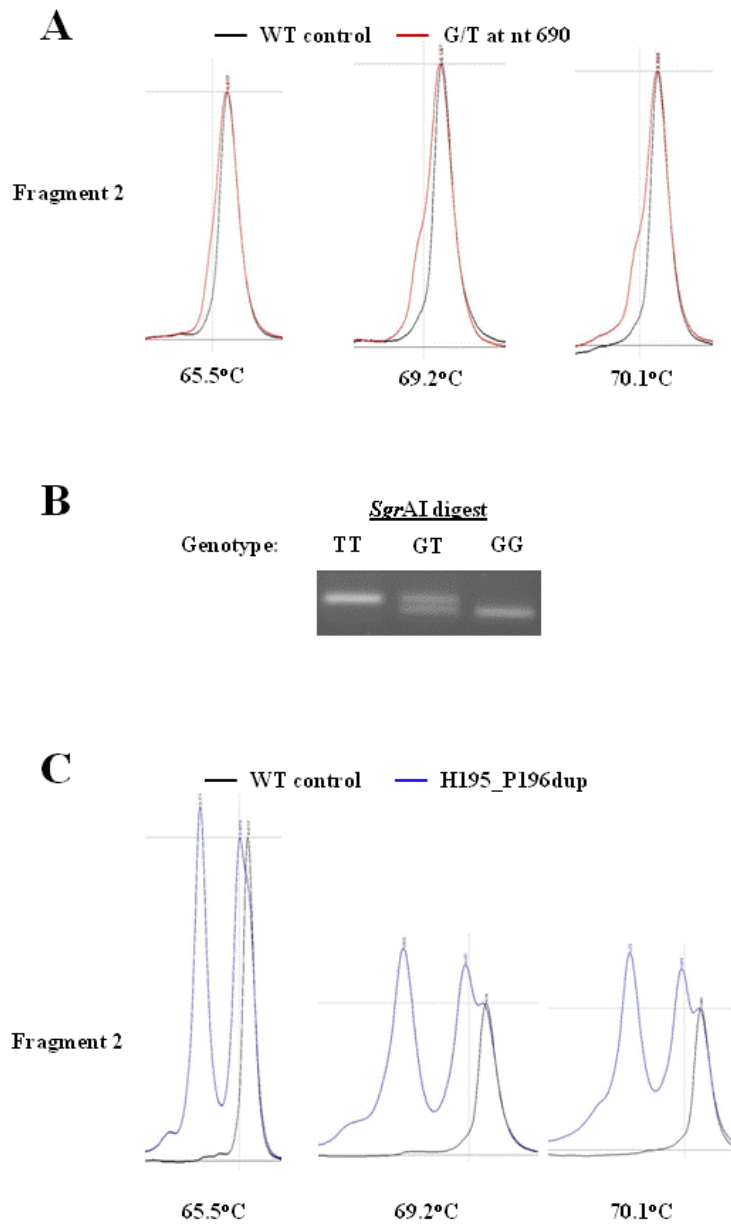 A
WT control G/T at nt 690
Fragment 2
65.5°C 69.2°C 70.1°C
B
SgrAI digest
Genotype: TT GT GG
C
WT control H195_P196dup
Fragment 2
65.5°C 69.2°C 70.1°C